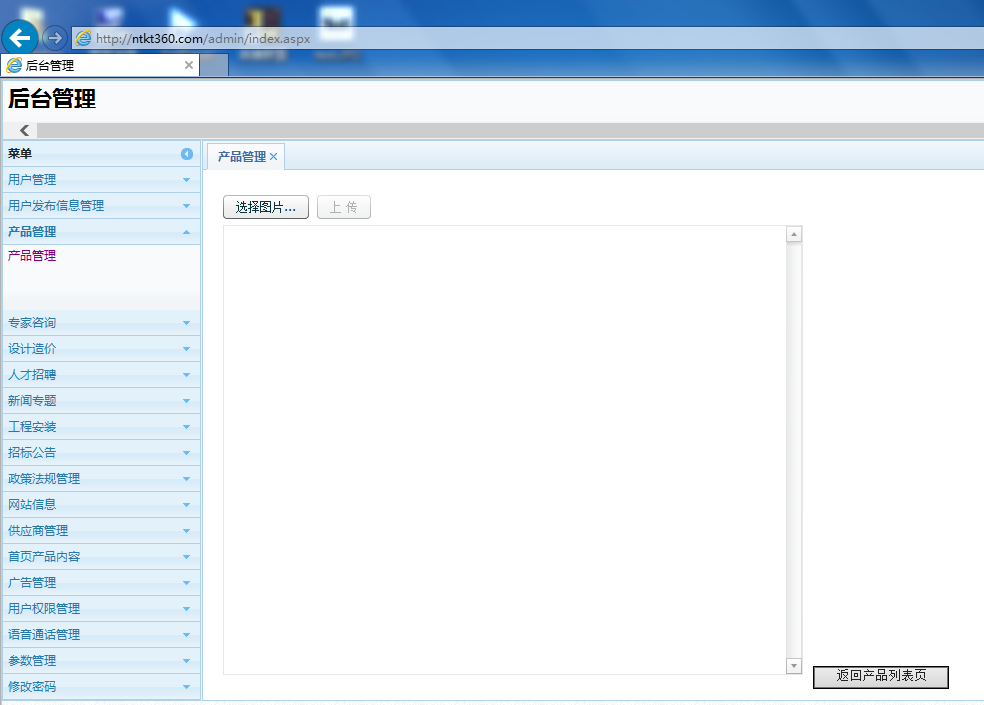 http://ntkt360.com/admin/index.aspx
后台管理
后台管理
菜单
用户管理
用户发布信息管理
产品管理
产品管理
专家咨询
设计造价
人才招聘
新闻专题
工程安装
招标公告
政策法规管理
网站信息
供应商管理
首页产品内容
广告管理
用户权限管理
语音通话管理
参数管理
修改密码
产品管理
选择图片... 上 传
返回产品列表页